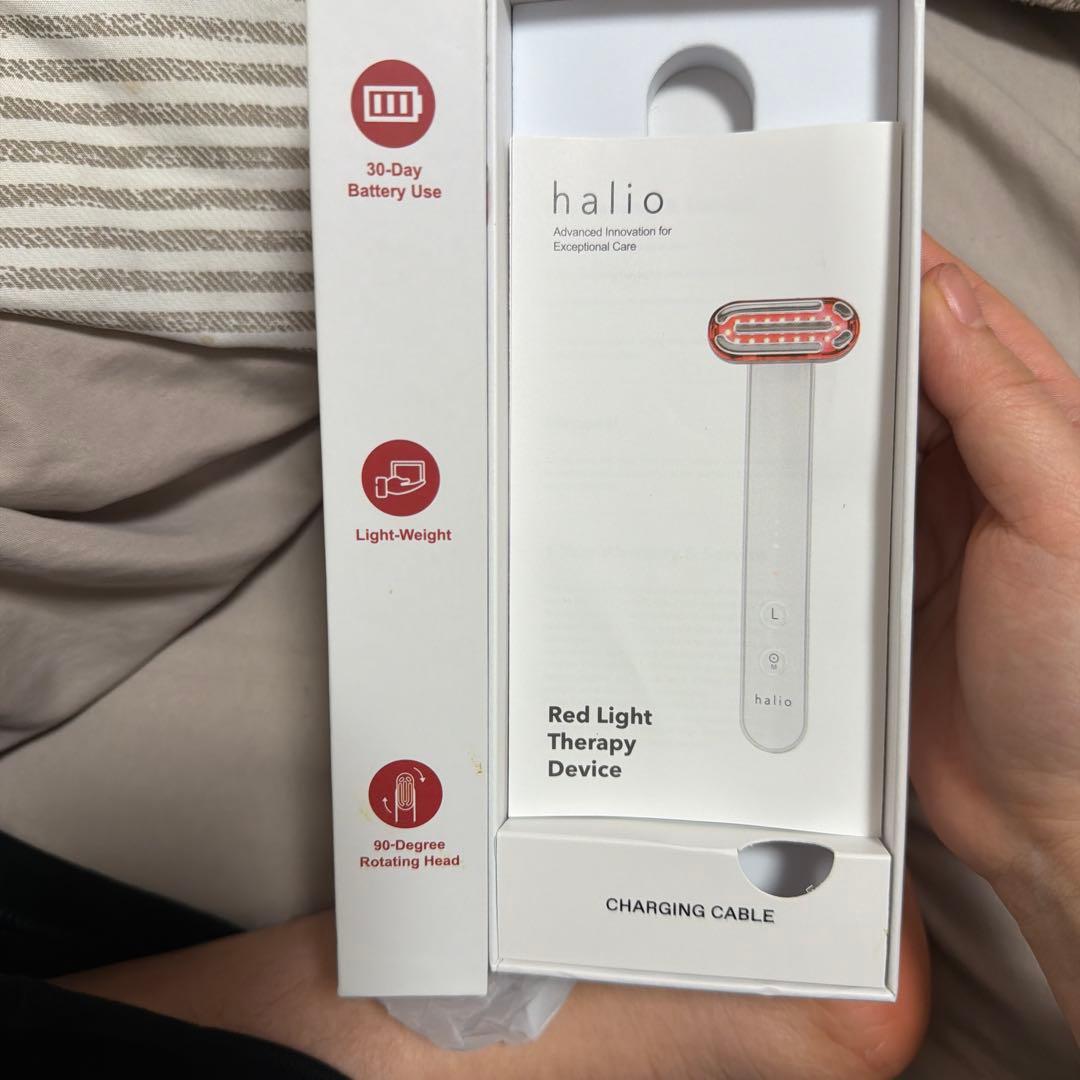 30-Day
Battery Use
Light-Weight
90-Degree
Rotating Head
halio
Advanced Innovation for
Exceptional Care
L
M
halio
Red Light
Therapy
Device
CHARGING CABLE